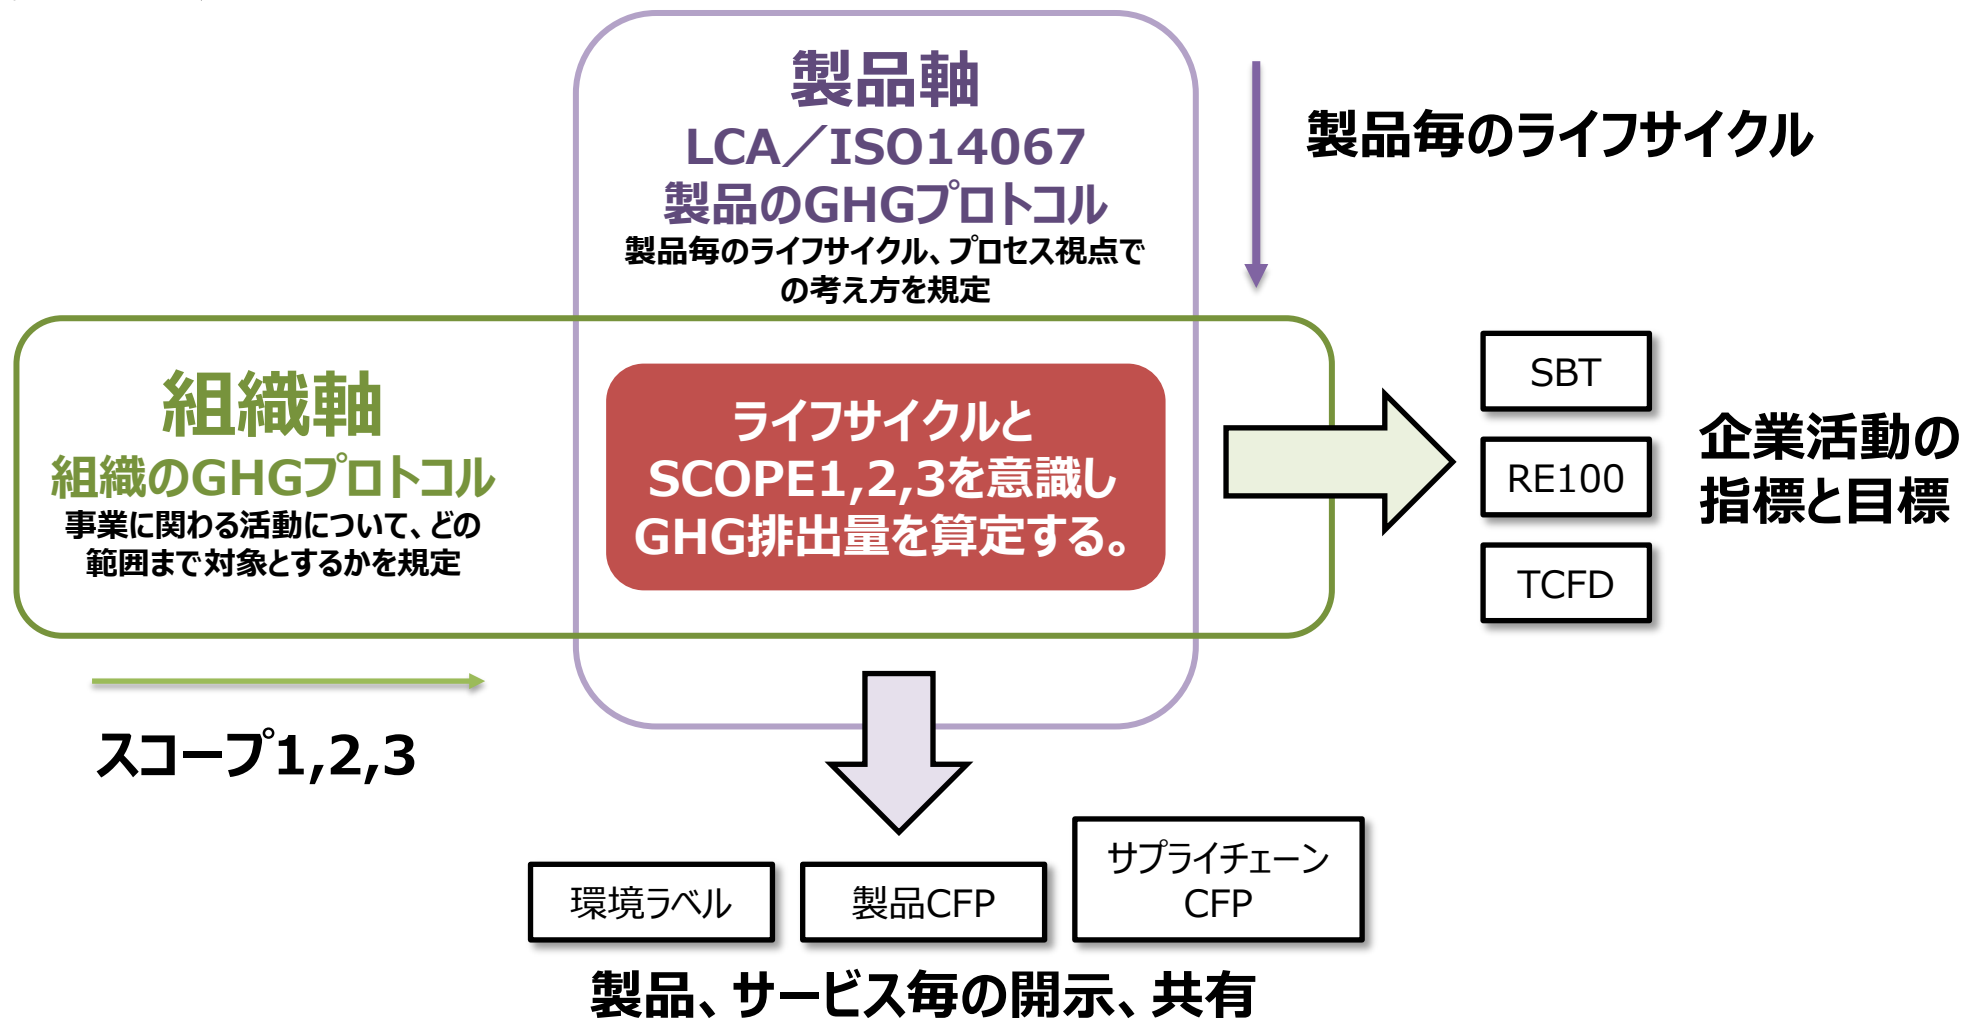 製品軸
LCA／ISO14067
製品のGHGプロトコル
製品毎のライフサイクル、プロセス視点で
の考え方を規定
製品毎のライフサイクル
組織軸
組織のGHGプロトコル
事業に関わる活動について、どの
範囲まで対象とするかを規定
ライフサイクルと
SCOPE1,2,3を意識し
GHG排出量を算定する。
SBT
RE100
TCFD
企業活動の
指標と目標
スコープ1,2,3
環境ラベル
製品CFP
サプライチェーン
CFP
製品、サービス毎の開示、共有